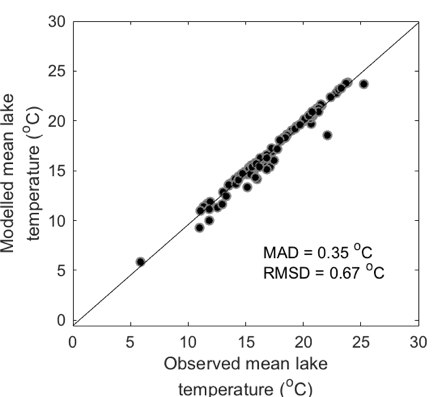 30
25
20
15
10
5
0
Modelled mean lake
temperature (°C)
MAD = 0.35 °C
RMSD = 0.67 °C
0 5 10 15 20 25 30
Observed mean lake
temperature (°C)